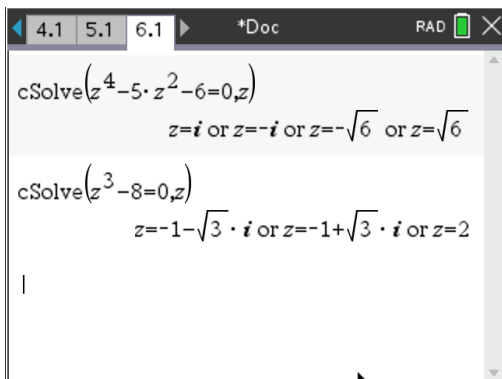 4.1 5.1 6.1 *Doc RAD
cSolve(z⁴−5·z²−6=0,z)
z=i or z=-i or z=-√6 or z=√6
cSolve(z³−8=0,z)
z=-1−√3·i or z=-1+√3·i or z=2